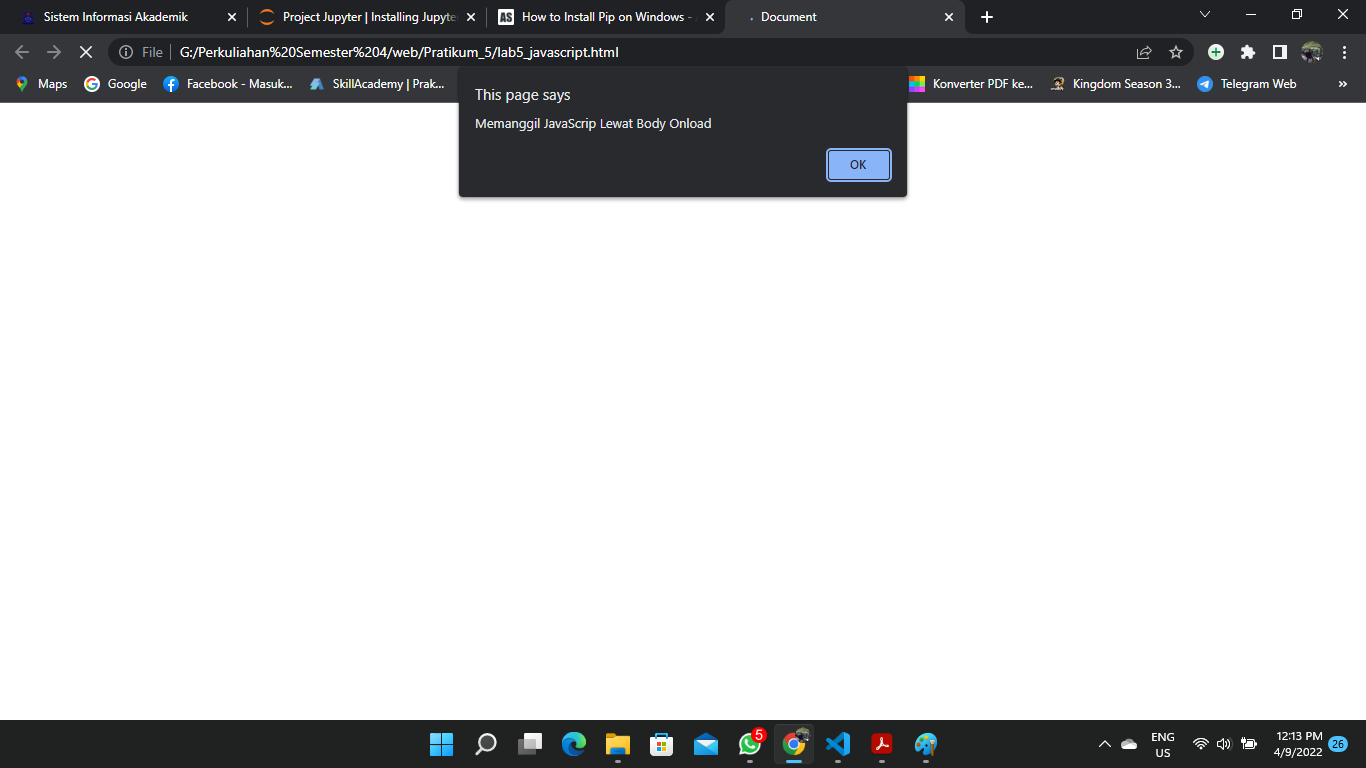 Sistem Informasi Akademik
Project Jupyter | Installing Jupyte
AS
How to Install Pip on Windows -
Document
File
G:/Perkuliahan%20Semester%204/web/Pratikum_5/lab5_javascript.html
Maps
Google
Facebook - Masuk...
SkillAcademy | Prak...
Konverter PDF ke...
Kingdom Season 3...
Telegram Web
»
This page says
Memanggil JavaScrip Lewat Body Onload
OK
5
ENG
US
12:13 PM
4/9/2022
26